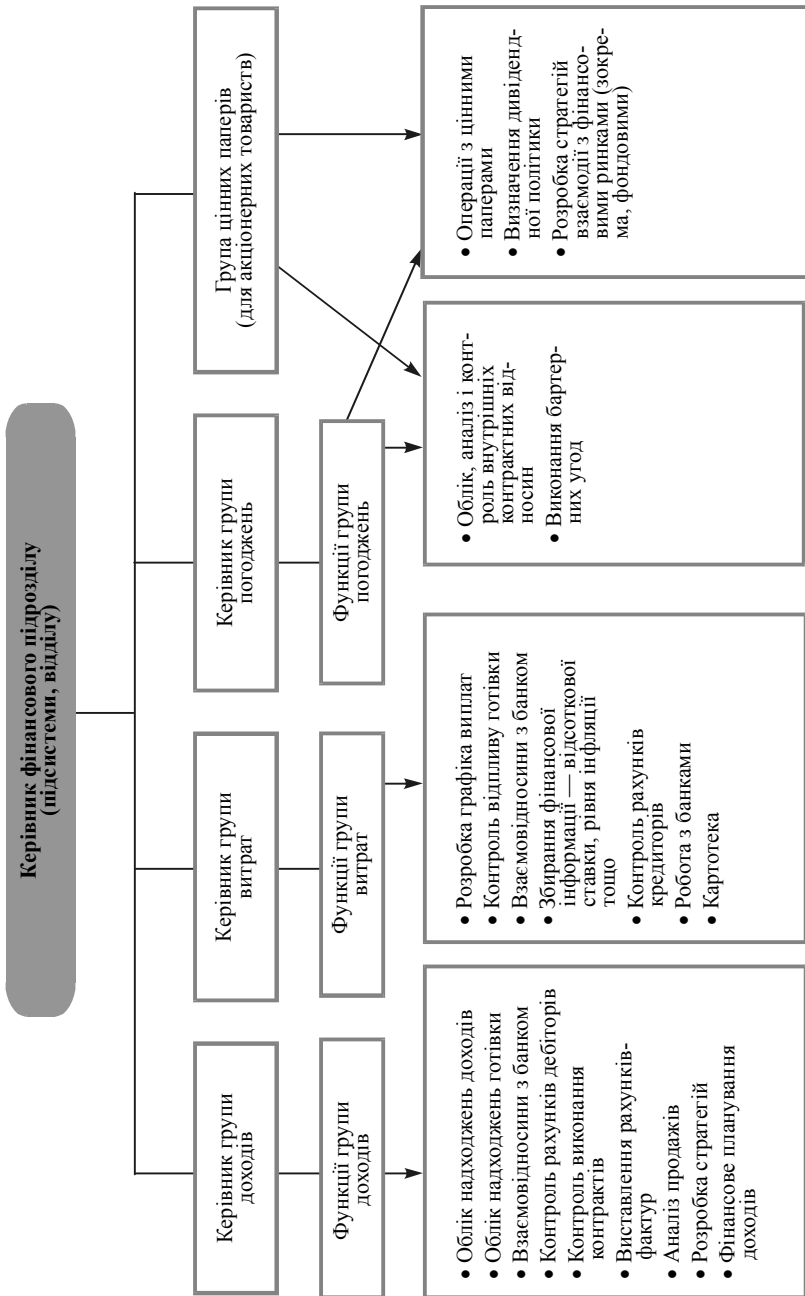 Керівник фінансового підрозділу
(підсистеми, відділу)
Керівник групи
доходів
Керівник групи
витрат
Керівник групи
погоджень
Група цінних паперів
(для акціонерних товариств)
Функції групи
доходів
Функції групи
витрат
Функції групи
погоджень
• Облік надходжень доходів
• Облік надходжень готівки
• Взаємовідносини з банком
• Контроль рахунків дебіторів
• Контроль виконання
контрактів
• Виставлення рахунків-
фактур
• Аналіз продажів
• Розробка стратегій
• Фінансове планування
доходів
• Розробка графіка виплат
• Контроль відпливу готівки
• Взаємовідносини з банком
• Збирання фінансової
інформації — відсоткової
ставки, рівня інфляції
тощо
• Контроль рахунків
кредиторів
• Робота з банками
• Картотека
• Облік, аналіз і конт-
роль внутрішніх
контрактних від-
носин
• Виконання бартер-
них угод
• Операції з цінними
паперами
• Визначення дивіденд-
ної політики
• Розробка стратегій
взаємодії з фінансо-
вими ринками (зокре-
ма, фондовими)